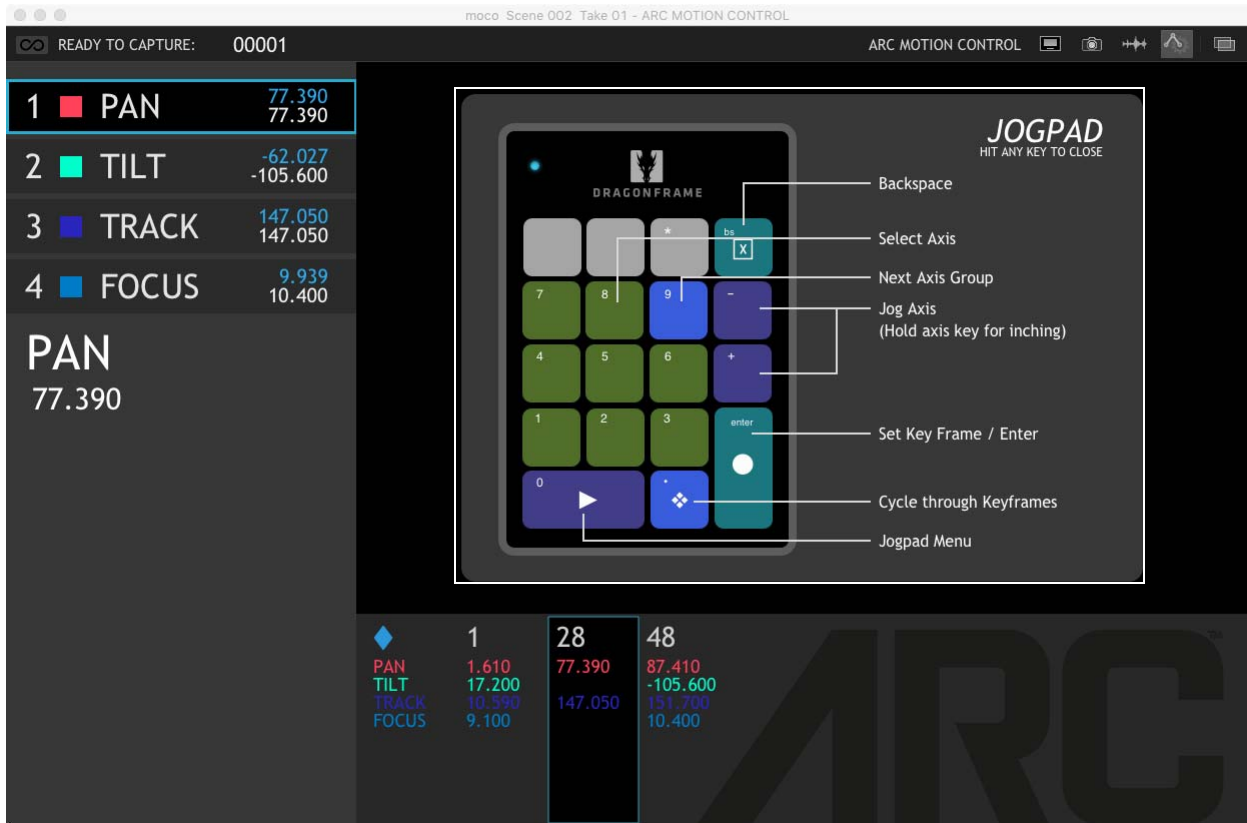 moco Scene 002 Take 01 - ARC MOTION CONTROL
READY TO CAPTURE: 00001
ARC MOTION CONTROL
1 PAN 77.390
77.390
2 TILT -62.027
-105.600
3 TRACK 147.050
147.050
4 FOCUS 9.939
10.400
PAN
77.390
JOGPAD
HIT ANY KEY TO CLOSE
DRAGONFRAME
* bs
X
7 8 9 -
4 5 6 +
1 2 3 enter
0 .
Backspace
Select Axis
Next Axis Group
Jog Axis
(Hold axis key for inching)
Set Key Frame / Enter
Cycle through Keyframes
Jogpad Menu
1 28 48
PAN 1.610 77.390 87.410
TILT 17.200 -105.600
TRACK 10.590 147.050 151.700
FOCUS 9.100 10.400
ARC
TM